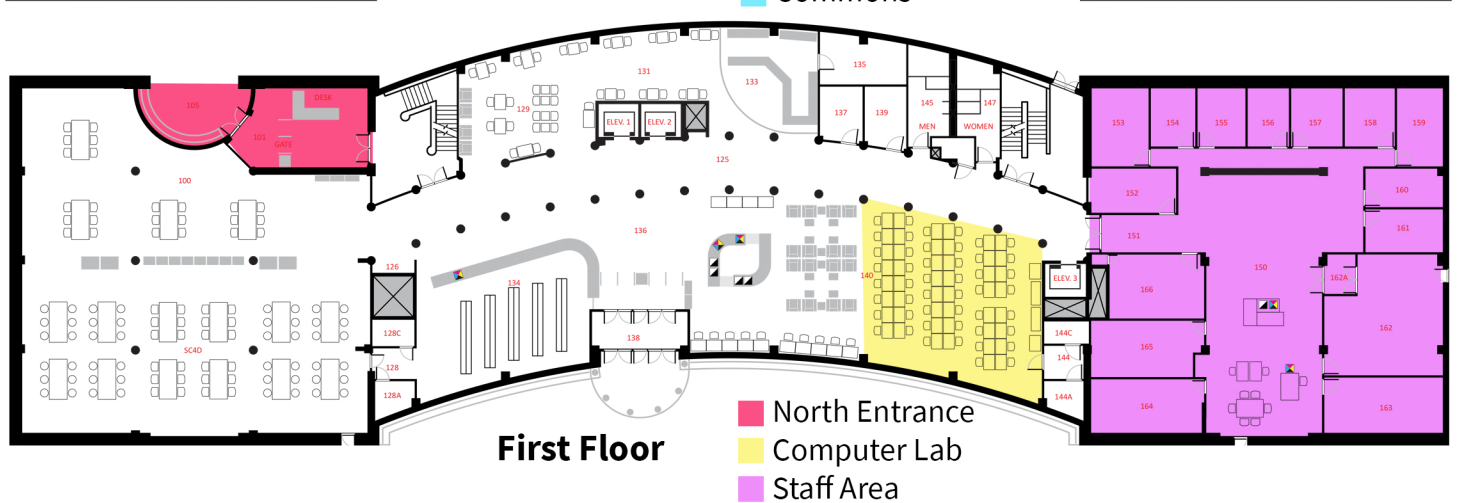 Commons
105
DESK
101
GATE
100
SC4D
131
129
133
135
137
139
145
MEN
147
WOMEN
ELEV. 1
ELEV. 2
125
136
126
134
128C
128
128A
138
140
ELEV. 3
144C
144
144A
153
154
155
156
157
158
159
152
160
161
151
150
162A
166
162
165
164
163
First Floor
North Entrance
Computer Lab
Staff Area